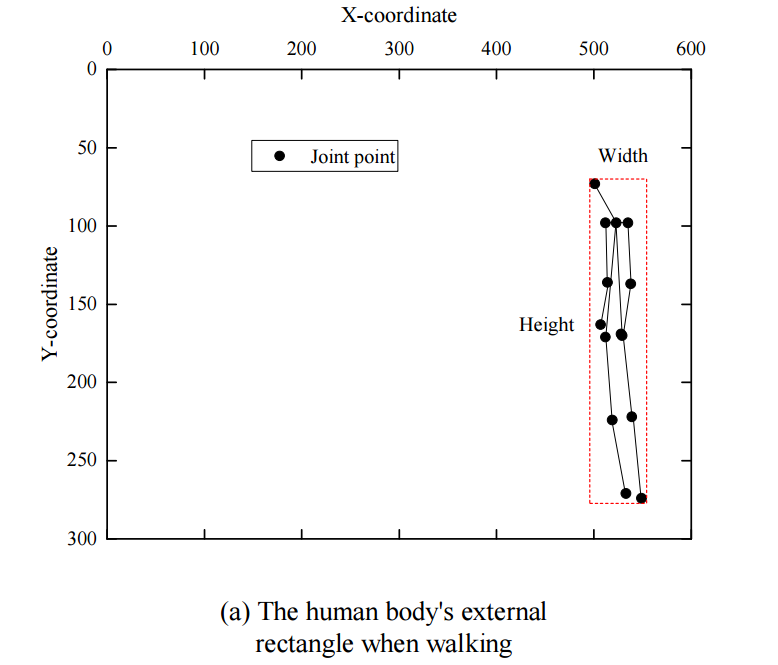 X-coordinate
0 100 200 300 400 500 600
0
50
Joint point
Width
100
Y-coordinate
150
Height
200
250
300
(a) The human body's external
rectangle when walking